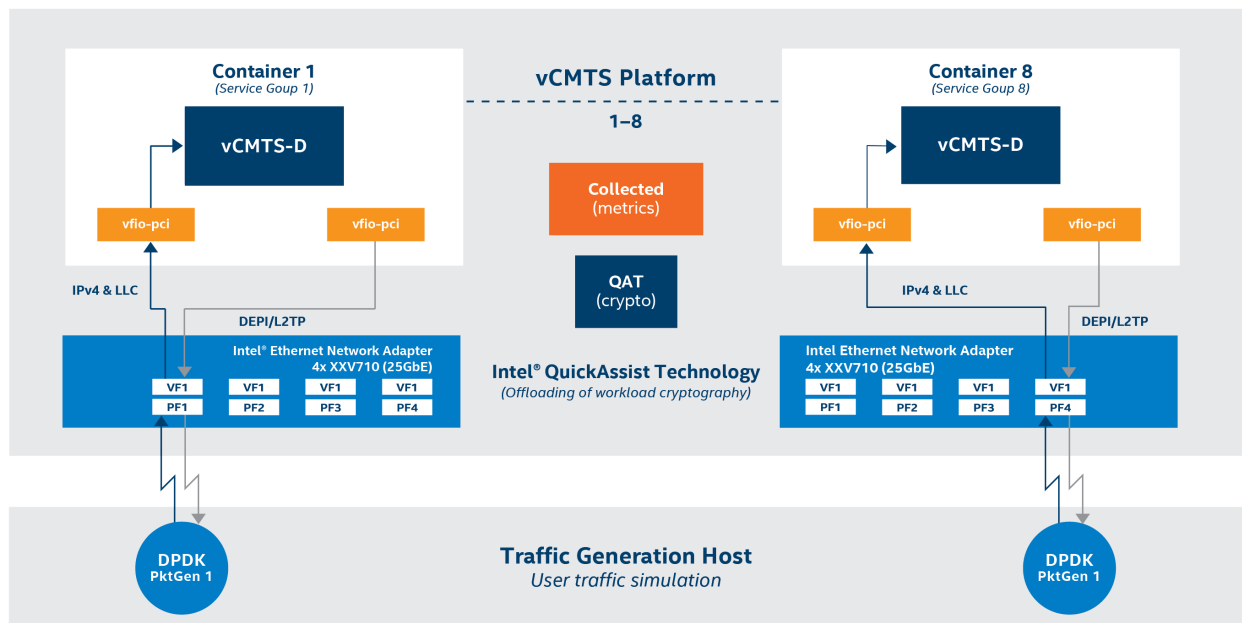 Container 1
(Service Goup 1)
vCMTS-D
vfio-pci
vfio-pci
IPv4 & LLC
DEPI/L2TP
Intel® Ethernet Network Adapter
4x XXV710 (25GbE)
VF1 VF1 VF1 VF1
PF1 PF2 PF3 PF4
vCMTS Platform
1–8
Collected
(metrics)
QAT
(crypto)
Intel® QuickAssist Technology
(Offloading of workload cryptography)
Container 8
(Service Goup 8)
vCMTS-D
vfio-pci
vfio-pci
IPv4 & LLC
DEPI/L2TP
Intel Ethernet Network Adapter
4x XXV710 (25GbE)
VF1 VF1 VF1 VF1
PF1 PF2 PF3 PF4
DPDK
PktGen 1
Traffic Generation Host
User traffic simulation
DPDK
PktGen 1